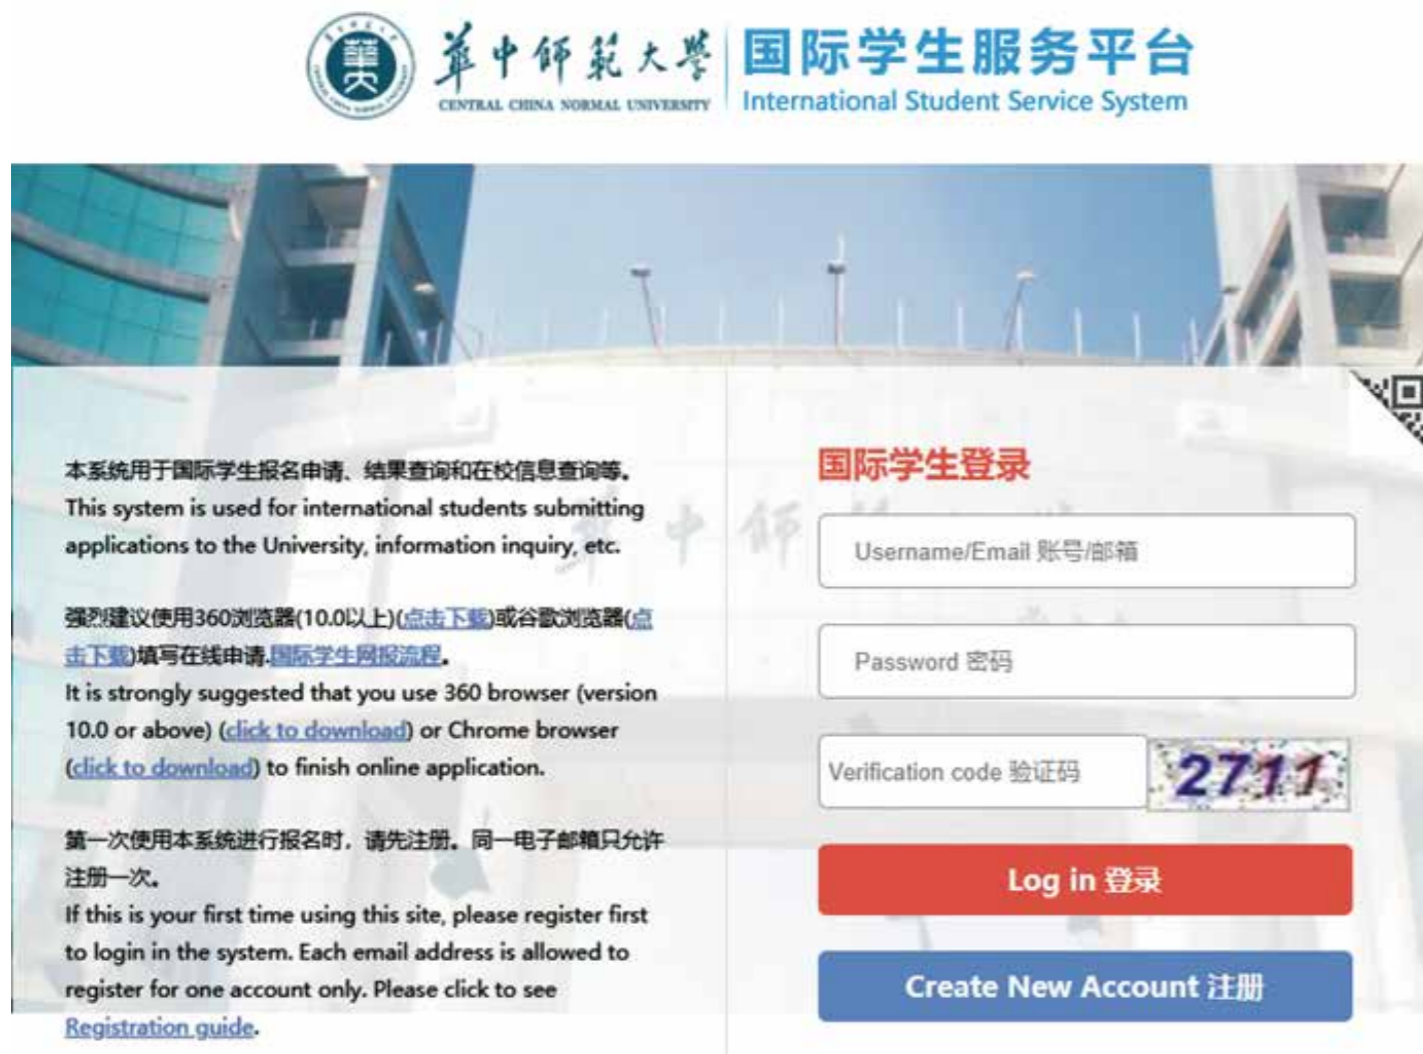 華中師範大學
CENTRAL CHINA NORMAL UNIVERSITY
国际学生服务平台
International Student Service System
本系统用于国际学生报名申请、结果查询和在校信息查询等。
This system is used for international students submitting
applications to the University, information inquiry, etc.
强烈建议使用360浏览器(10.0以上)(点击下载)或谷歌浏览器(点
击下载)填写在线申请.国际学生网报流程。
It is strongly suggested that you use 360 browser (version
10.0 or above) (click to download) or Chrome browser
(click to download) to finish online application.
第一次使用本系统进行报名时，请先注册。同一电子邮箱只允许
注册一次。
If this is your first time using this site, please register first
to login in the system. Each email address is allowed to
register for one account only. Please click to see
Registration guide.
国际学生登录
Username/Email 账号/邮箱
Password 密码
Verification code 验证码
2711
Log in 登录
Create New Account 注册